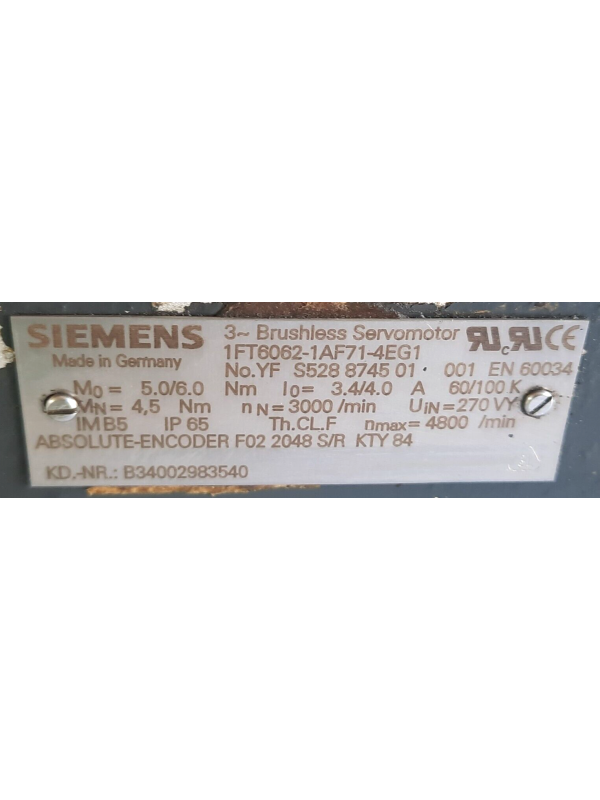 SIEMENS 3~ Brushless Servomotor
Made in Germany 1FT6062-1AF71-4EG1
No.YF S528 8745 01 001 EN 60034
M0 = 5.0/6.0 Nm I0 = 3.4/4.0 A 60/100 K
MN = 4,5 Nm nN = 3000 /min UIN = 270 VY
IM B5 IP 65 Th.CL.F nmax = 4800 /min
ABSOLUTE-ENCODER F02 2048 S/R KTY 84
KD.-NR.: B34002983540